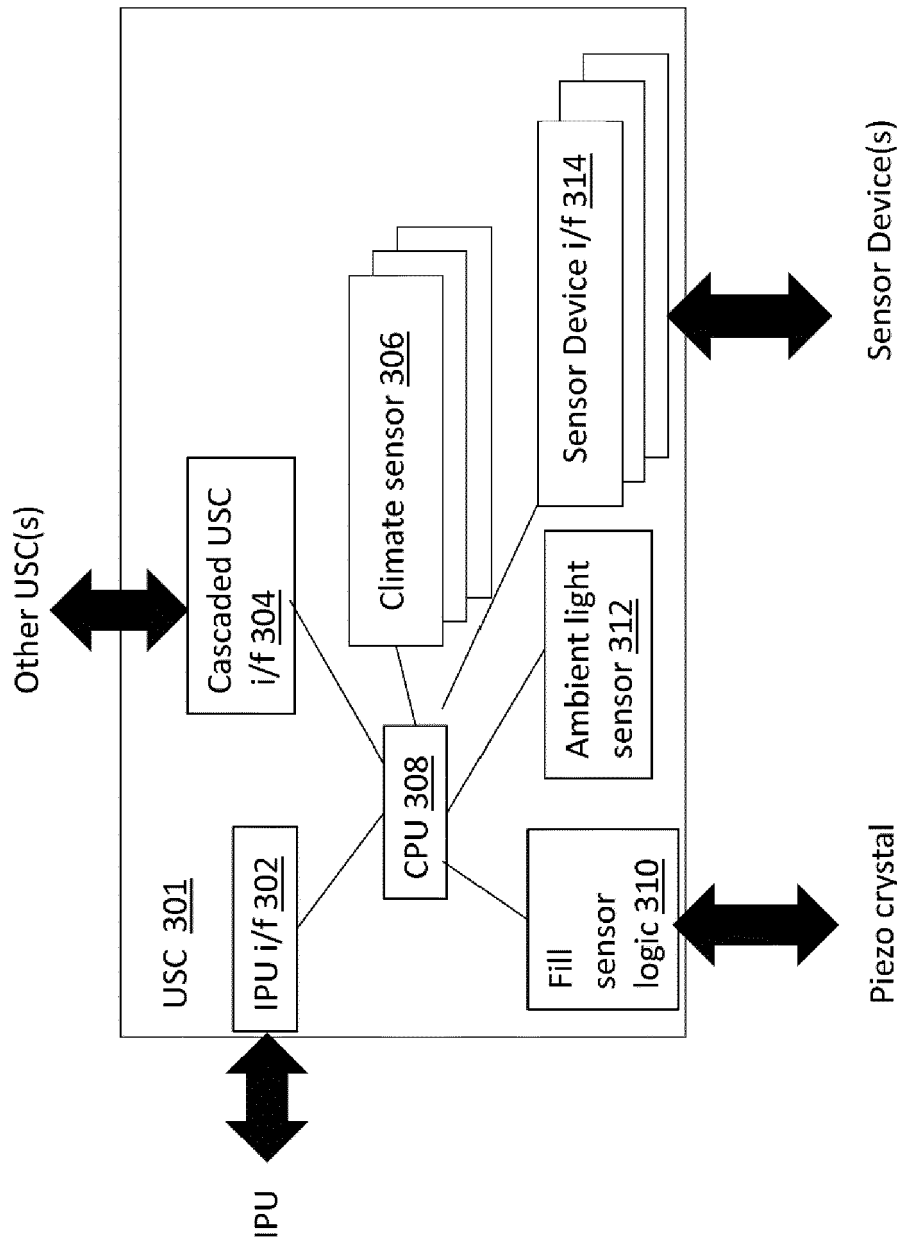 Other USC(s)
USC 301
IPU
IPU i/f 302
Cascaded USC
i/f 304
CPU 308
Climate sensor 306
Fill
sensor
logic 310
Ambient light
sensor 312
Sensor Device i/f 314
Piezo crystal
Sensor Device(s)